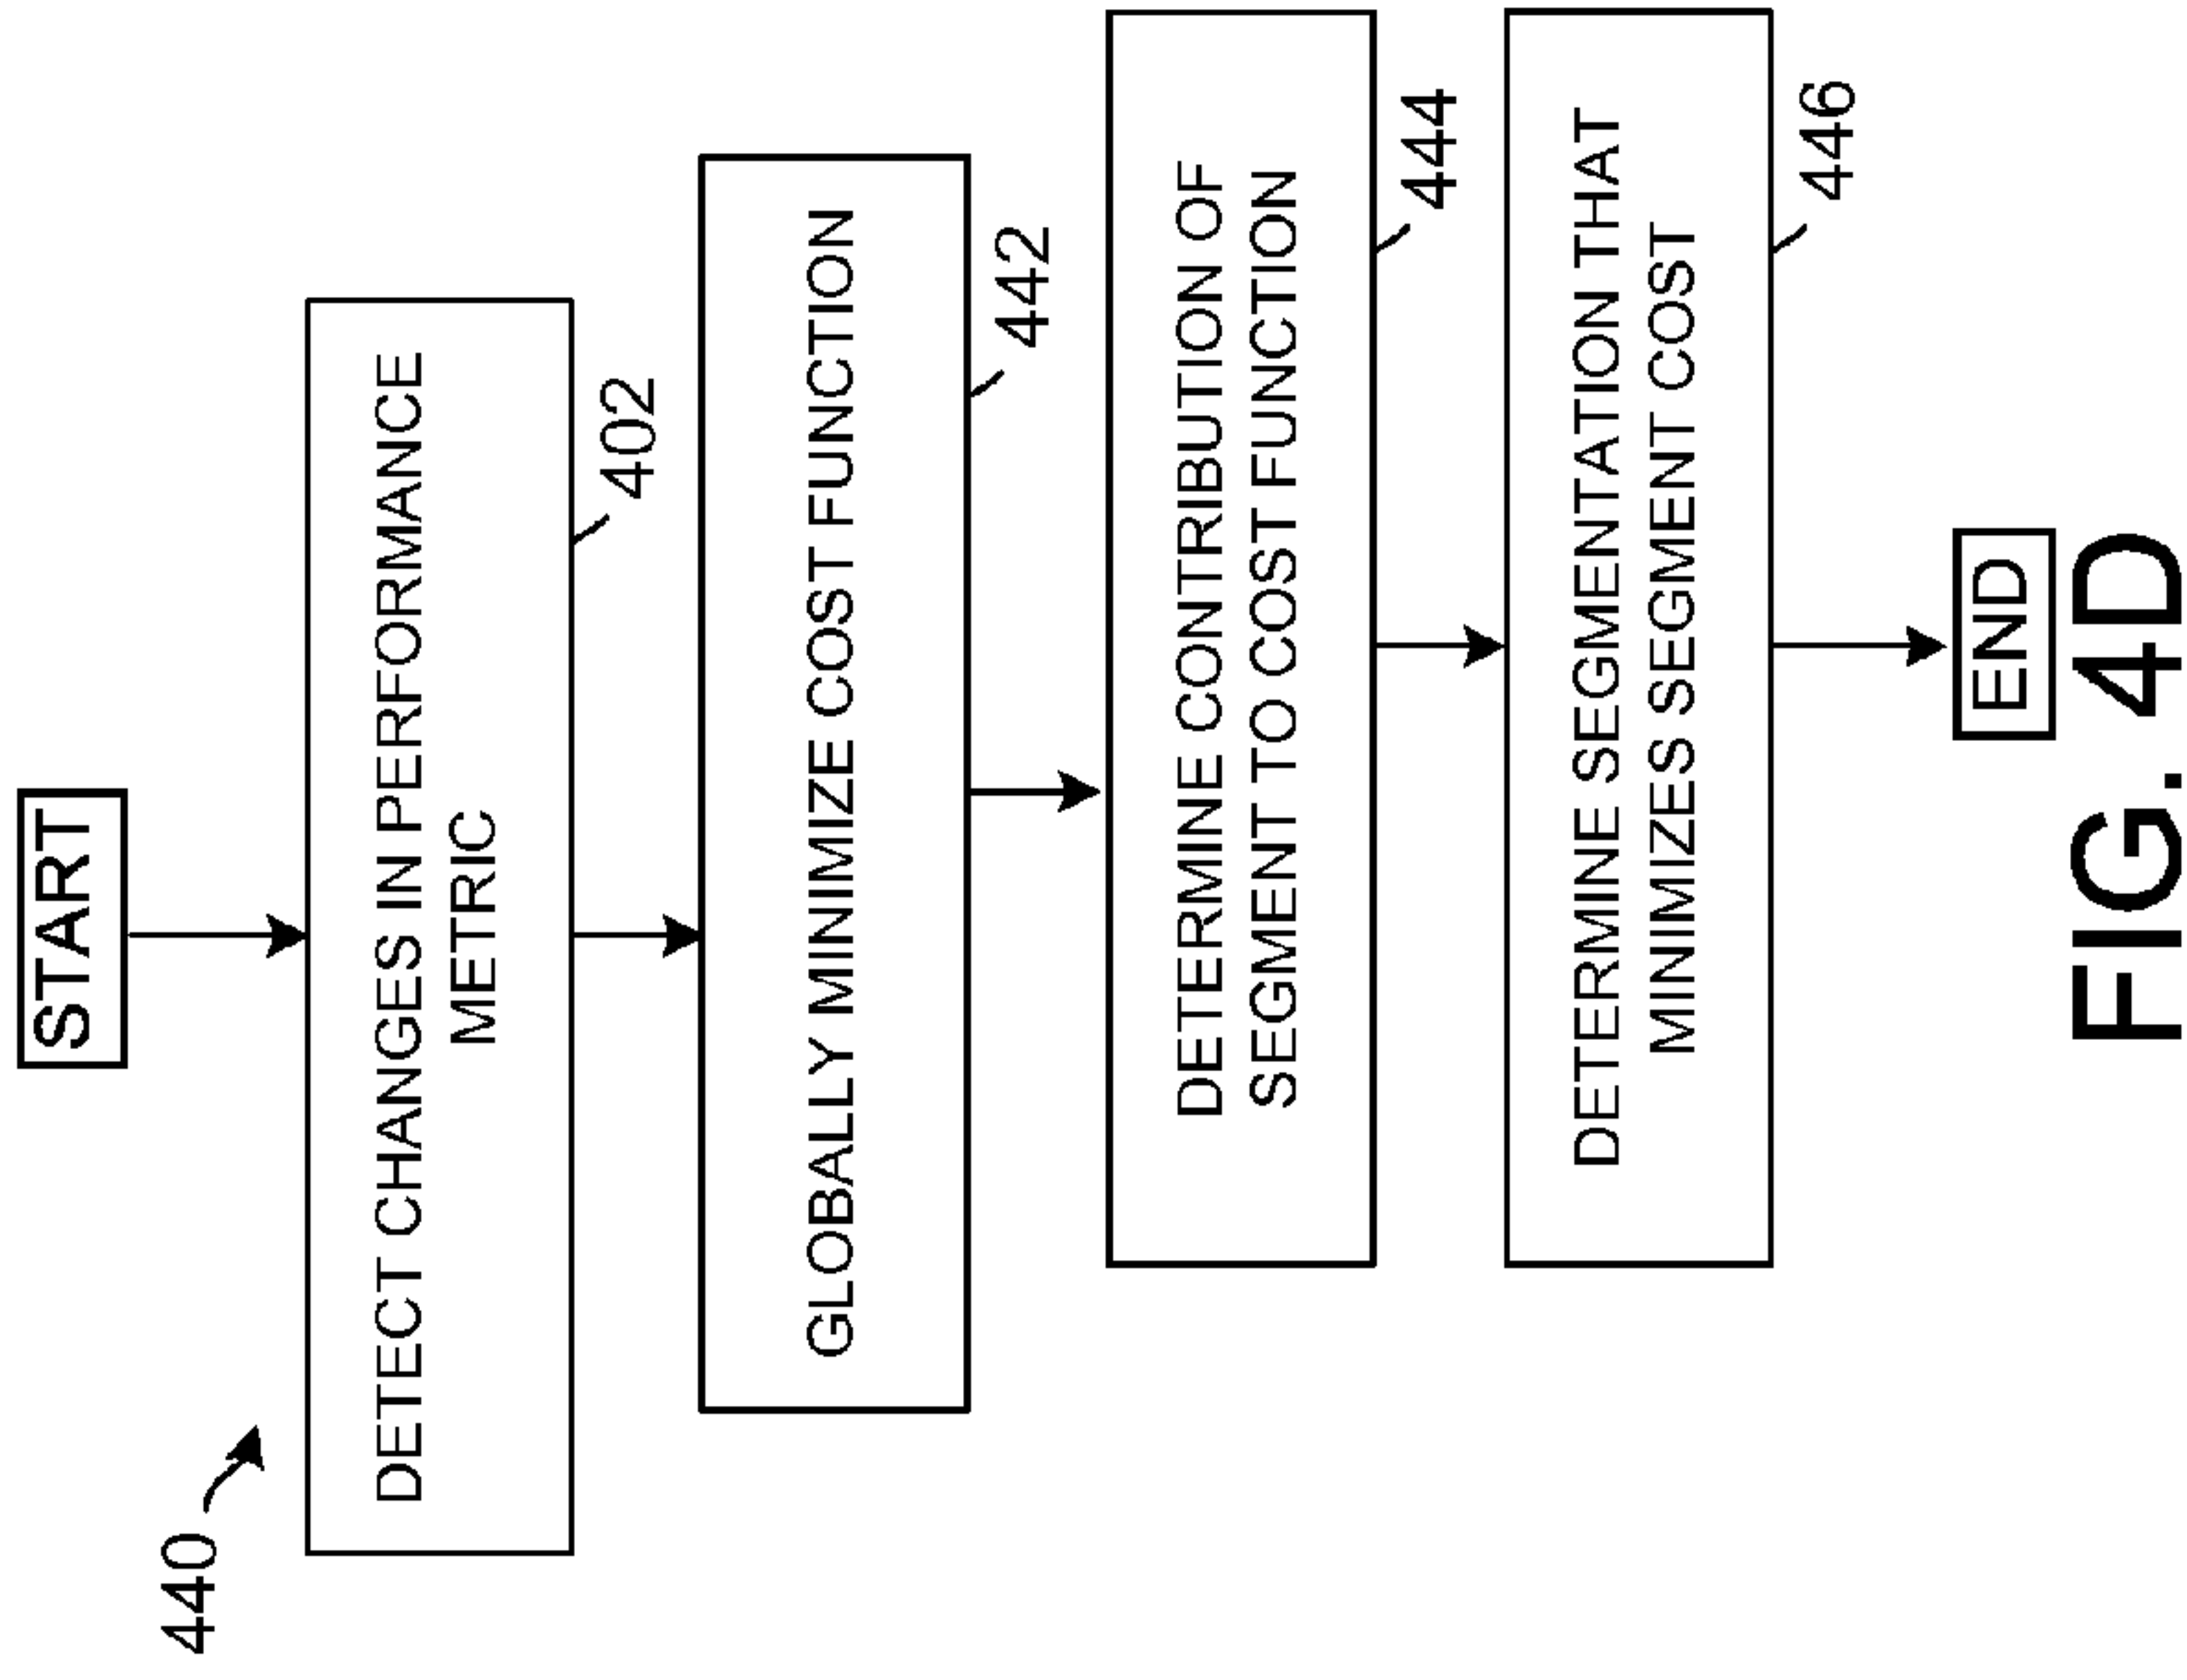 START
440
DETECT CHANGES IN PERFORMANCE
METRIC
402
GLOBALLY MINIMIZE COST FUNCTION
442
DETERMINE CONTRIBUTION OF
SEGMENT TO COST FUNCTION
444
DETERMINE SEGMENTATION THAT
MINIMIZES SEGMENT COST
446
END
FIG. 4D